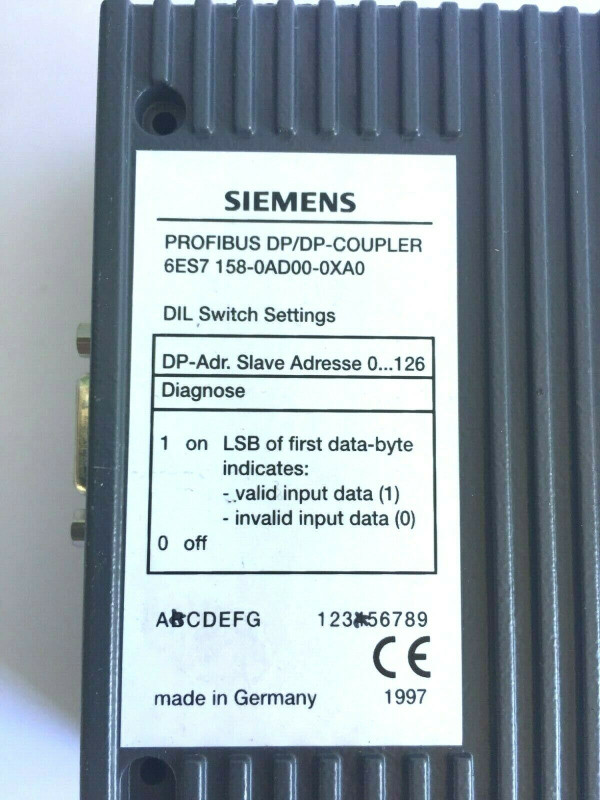 SIEMENS
PROFIBUS DP/DP-COUPLER
6ES7 158-0AD00-0XA0
DIL Switch Settings
DP-Adr. Slave Adresse 0...126
Diagnose
1 on LSB of first data-byte
indicates:
- valid input data (1)
- invalid input data (0)
0 off
ABCDEFG 123456789
CE
made in Germany 1997